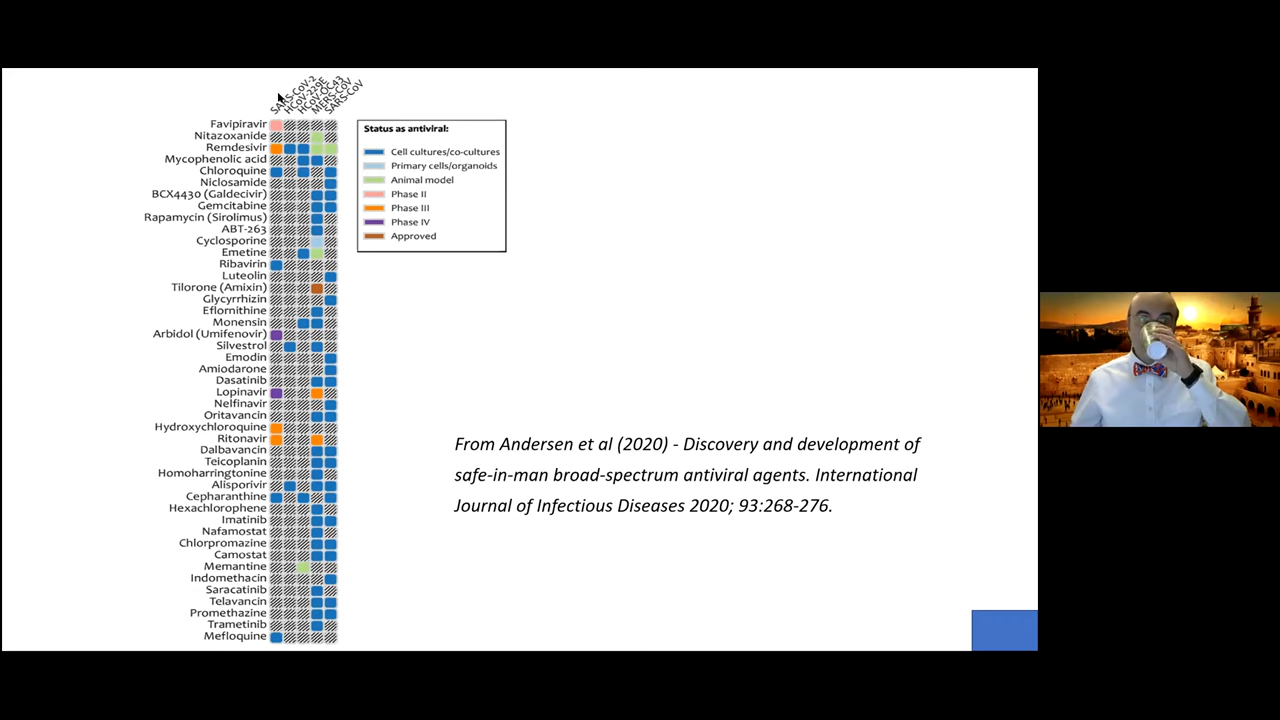 SARS-CoV-2
HCoV-229E
HCoV-OC43
MERS-CoV
SARS-CoV
Favipiravir
Nitazoxanide
Remdesivir
Mycophenolic acid
Chloroquine
Niclosamide
BCX4430 (Galdecivir)
Gemcitabine
Rapamycin (Sirolimus)
ABT-263
Cyclosporine
Emetine
Ribavirin
Luteolin
Tilorone (Amixin)
Glycyrrhizin
Eflornithine
Monensin
Arbidol (Umifenovir)
Silvestrol
Emodin
Amiodarone
Dasatinib
Lopinavir
Nelfinavir
Oritavancin
Hydroxychloroquine
Ritonavir
Dalbavancin
Teicoplanin
Homoharringtonine
Alisporivir
Cepharanthine
Hexachlorophene
Imatinib
Nafamostat
Chlorpromazine
Camostat
Memantine
Indomethacin
Saracatinib
Telavancin
Promethazine
Trametinib
Mefloquine
Status as antiviral:
Cell cultures/co-cultures
Primary cells/organoids
Animal model
Phase II
Phase III
Phase IV
Approved
From Andersen et al (2020) - Discovery and development of
safe-in-man broad-spectrum antiviral agents. International
Journal of Infectious Diseases 2020; 93:268-276.